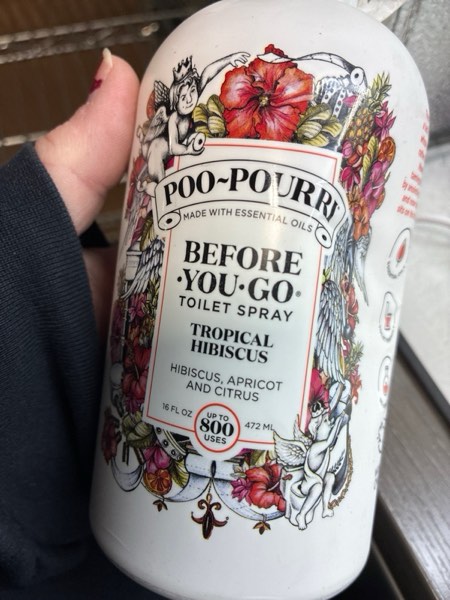 POO~POURRI
MADE WITH ESSENTIAL OILS
BEFORE
·YOU·GO®
TOILET SPRAY
TROPICAL
HIBISCUS
HIBISCUS, APRICOT
AND CITRUS
16 FL OZ
UP TO
800
USES
472 ML